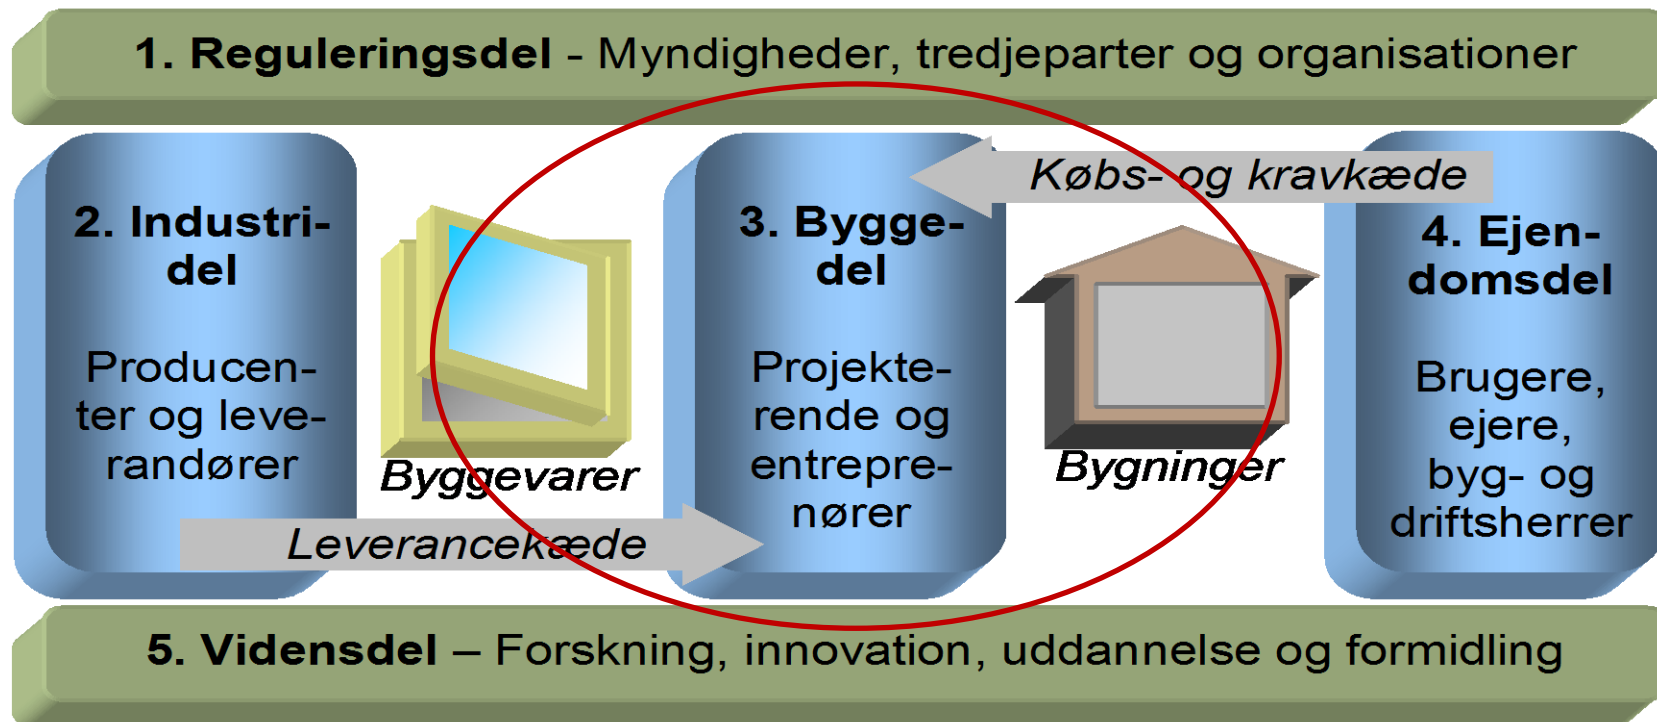 1. Reguleringsdel - Myndigheder, tredjeparter og organisationer
2. Industri-
del
Producen-
ter og leve-
randører
Byggevarer
Leverancekæde
3. Bygge-
del
Projekte-
rende og
entrepre-
nører
Købs- og kravkæde
Bygninger
4. Ejen-
domsdel
Brugere,
ejere,
byg- og
driftsherrer
5. Vidensdel – Forskning, innovation, uddannelse og formidling